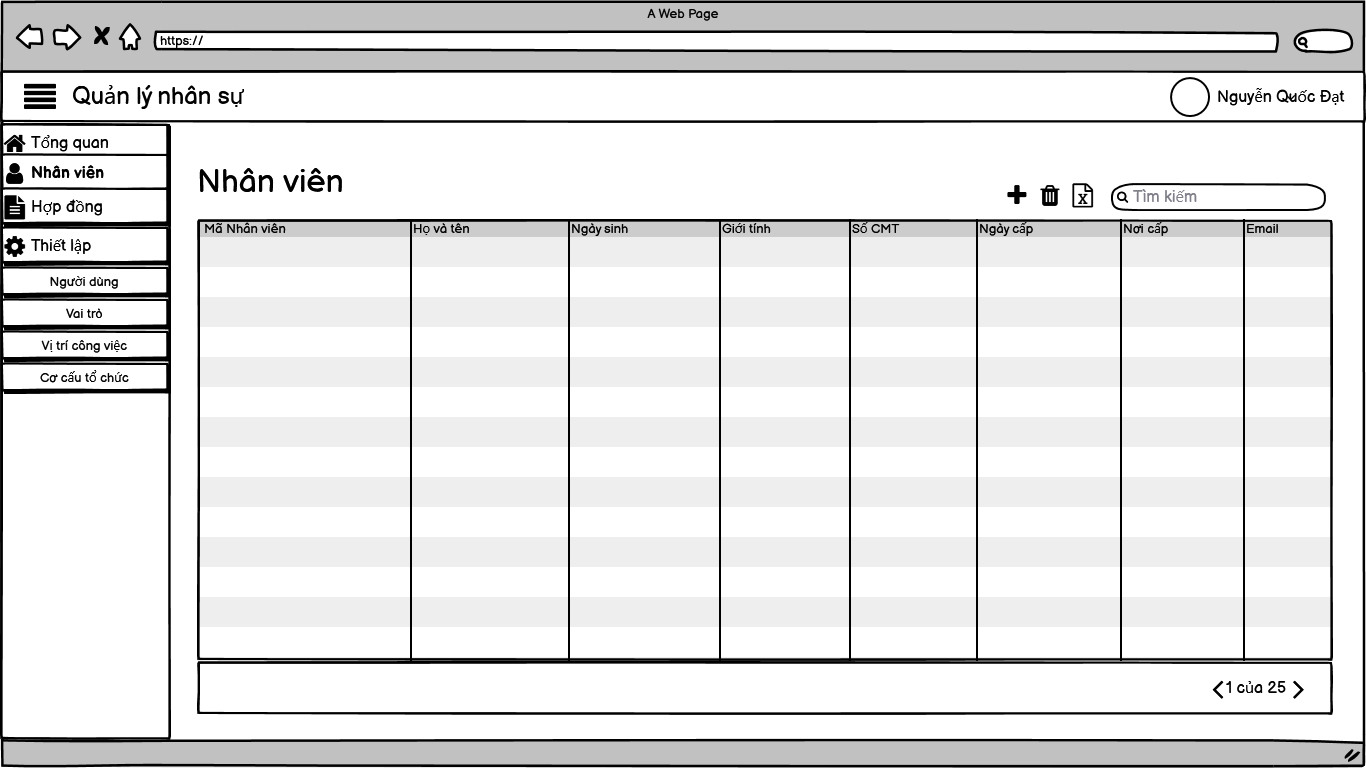 A Web Page
https://
Quản lý nhân sự
Nguyễn Quốc Đạt
Tổng quan
Nhân viên
Hợp đồng
Thiết lập
Người dùng
Vai trò
Vị trí công việc
Cơ cấu tổ chức
Nhân viên
Tìm kiếm
Mã Nhân viên Họ và tên Ngày sinh Giới tính Số CMT Ngày cấp Nơi cấp Email
1 của 25